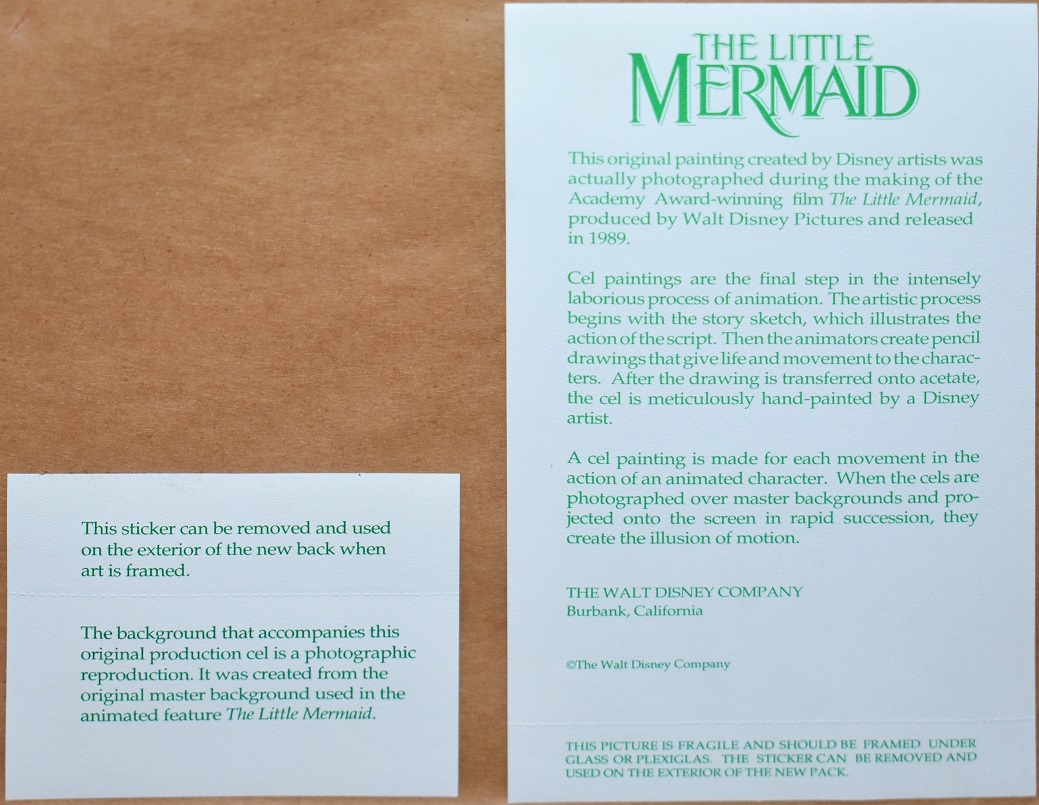 THE LITTLE
MERMAID
This original painting created by Disney artists was
actually photographed during the making of the
Academy Award-winning film The Little Mermaid,
produced by Walt Disney Pictures and released
in 1989.
Cel paintings are the final step in the intensely
laborious process of animation. The artistic process
begins with the story sketch, which illustrates the
action of the script. Then the animators create pencil
drawings that give life and movement to the charac-
ters. After the drawing is transferred onto acetate,
the cel is meticulously hand-painted by a Disney
artist.
A cel painting is made for each movement in the
action of an animated character. When the cels are
photographed over master backgrounds and pro-
jected onto the screen in rapid succession, they
create the illusion of motion.
THE WALT DISNEY COMPANY
Burbank, California
©The Walt Disney Company
THIS PICTURE IS FRAGILE AND SHOULD BE FRAMED UNDER
GLASS OR PLEXIGLAS. THE STICKER CAN BE REMOVED AND
USED ON THE EXTERIOR OF THE NEW PACK.
This sticker can be removed and used
on the exterior of the new back when
art is framed.
The background that accompanies this
original production cel is a photographic
reproduction. It was created from the
original master background used in the
animated feature The Little Mermaid.